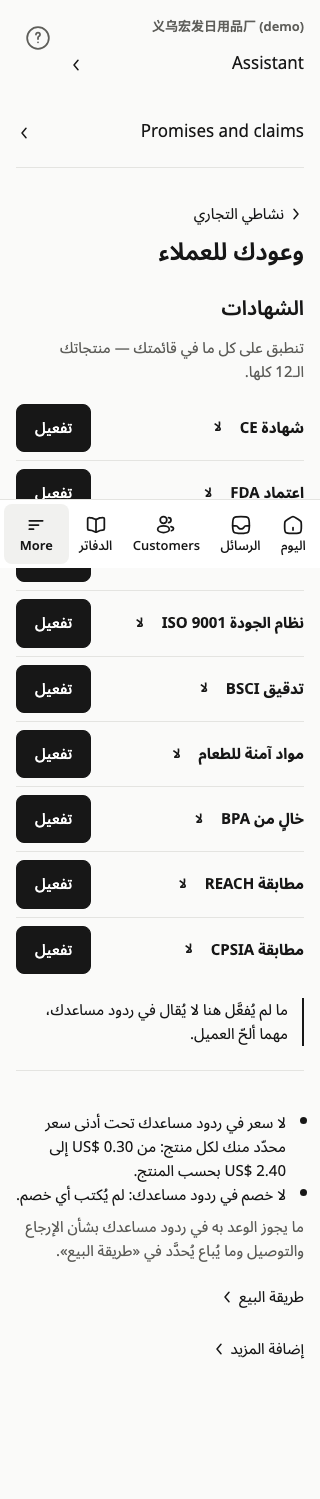 义乌宏发日用品厂 (demo)
Assistant
Promises and claims
نشاطي التجاري
وعودك للعملاء
الشهادات
تنطبق على كل ما في قائمتك — منتجاتك
الـ12 كلها.
شهادة CE لا تفعيل
اعتماد FDA لا تفعيل
اليوم الرسائل Customers الدفاتر More
نظام الجودة ISO 9001 لا تفعيل
تدقيق BSCI لا تفعيل
مواد آمنة للطعام لا تفعيل
خالٍ من BPA لا تفعيل
مطابقة REACH لا تفعيل
مطابقة CPSIA لا تفعيل
ما لم يُفعَّل هنا لا يُقال في ردود مساعدك،
مهما ألحّ العميل.
لا سعر في ردود مساعدك تحت أدنى سعر
محدّد منك لكل منتج: من US$ 0.30 إلى
US$ 2.40 بحسب المنتج.
لا خصم في ردود مساعدك: لم يُكتب أي خصم.
ما يجوز الوعد به في ردود مساعدك بشأن الإرجاع
والتوصيل وما يُباع يُحدَّد في «طريقة البيع».
طريقة البيع
إضافة المزيد